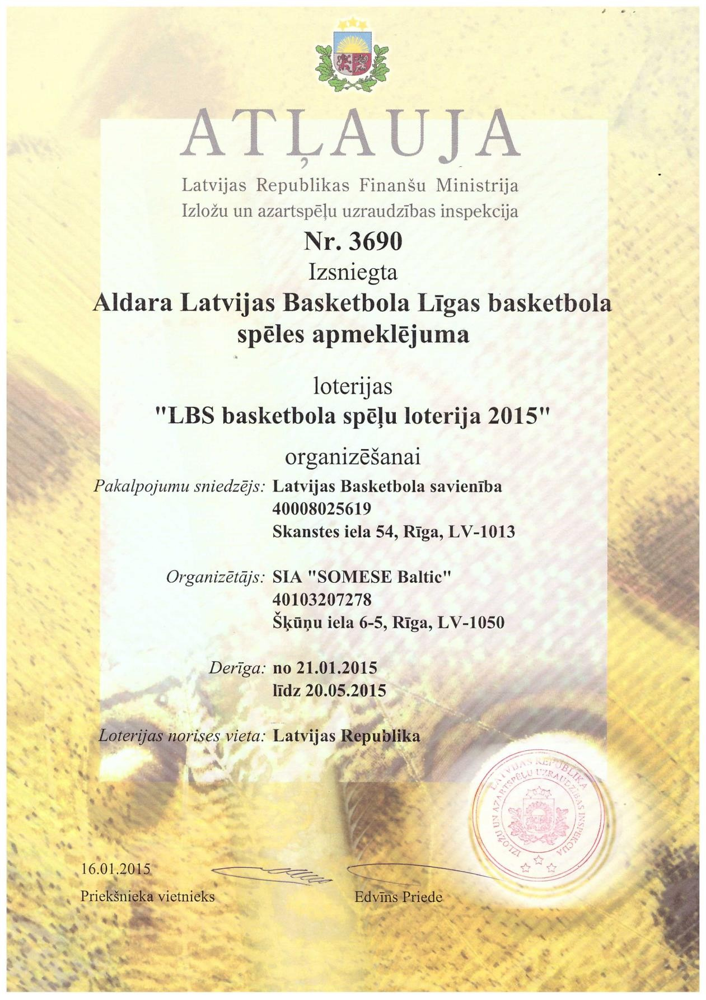 ATĻAUJA
Latvijas Republikas Finanšu Ministrija
Izložu un azartspēļu uzraudzības inspekcija
Nr. 3690
Izsniegta
Aldara Latvijas Basketbola Līgas basketbola
spēles apmeklējuma
loterijas
"LBS basketbola spēļu loterija 2015"
organizēšanai
Pakalpojumu sniedzējs: Latvijas Basketbola savienība
40008025619
Skanstes iela 54, Rīga, LV-1013
Organizētājs: SIA "SOMESE Baltic"
40103207278
Šķūņu iela 6-5, Rīga, LV-1050
Derīga: no 21.01.2015
līdz 20.05.2015
Loterijas norises vieta: Latvijas Republika
LATVIJAS REPUBLIKA
IZLOŽU UN AZARTSPĒĻU UZRAUDZĪBAS INSPEKCIJA
16.01.2015
Priekšnieka vietnieks
Edvīns Priede